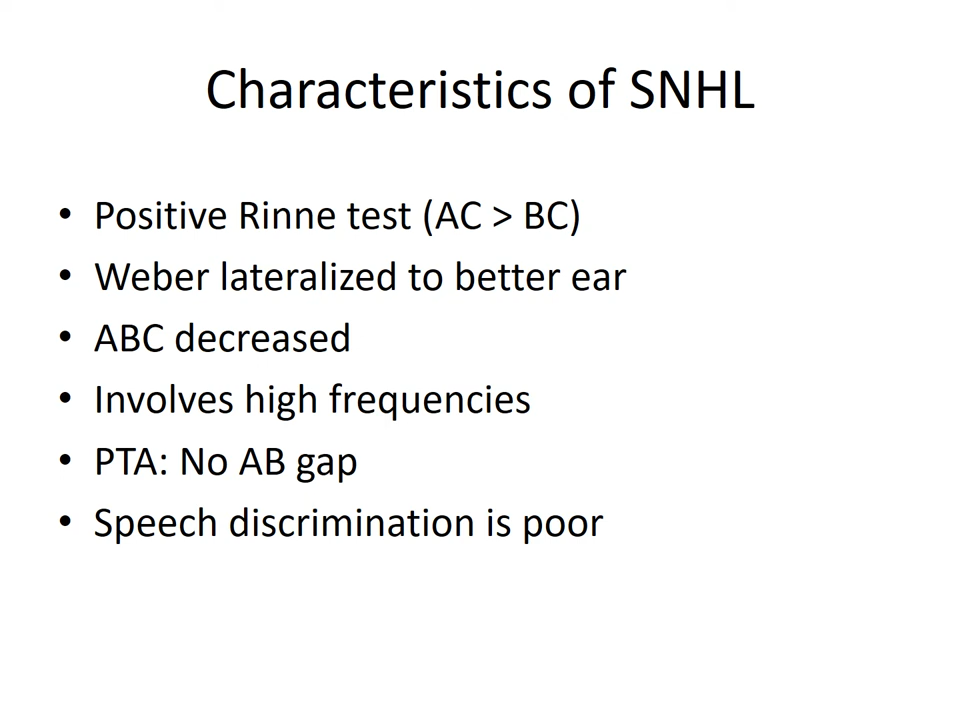 Characteristics of SNHL
• Positive Rinne test (AC > BC)
• Weber lateralized to better ear
• ABC decreased
• Involves high frequencies
• PTA: No AB gap
• Speech discrimination is poor